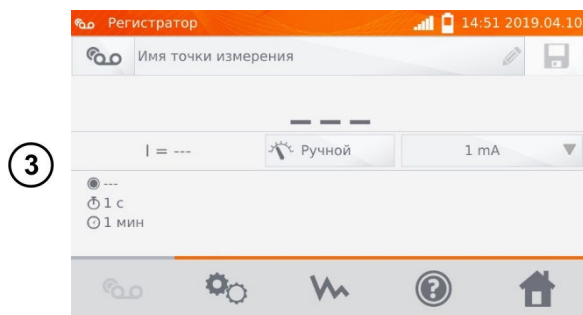 Регистратор 14:51 2019.04.10
Имя точки измерения
---
3
I = --- Ручной 1 mA
---
1 с
1 мин
?